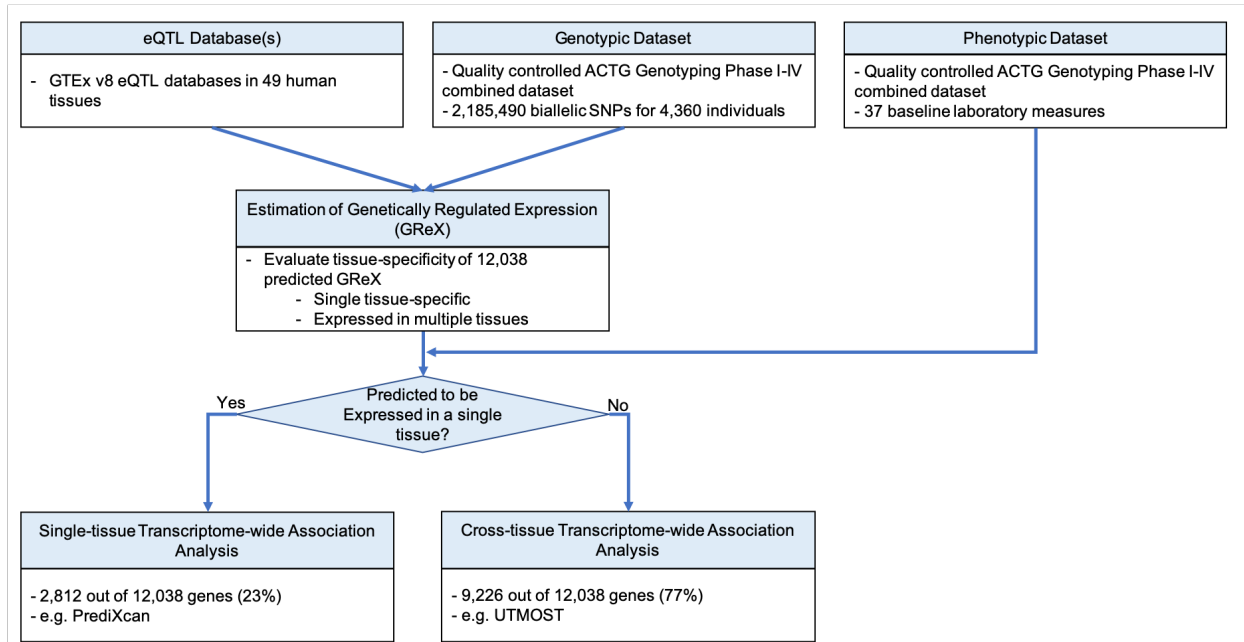 eQTL Database(s)
- GTEx v8 eQTL databases in 49 human
tissues
Genotypic Dataset
- Quality controlled ACTG Genotyping Phase I-IV
combined dataset
- 2,185,490 biallelic SNPs for 4,360 individuals
Phenotypic Dataset
- Quality controlled ACTG Genotyping Phase I-IV
combined dataset
- 37 baseline laboratory measures
Estimation of Genetically Regulated Expression
(GReX)
- Evaluate tissue-specificity of 12,038
predicted GReX
- Single tissue-specific
- Expressed in multiple tissues
Predicted to be
Expressed in a single
tissue?
Yes
No
Single-tissue Transcriptome-wide Association
Analysis
- 2,812 out of 12,038 genes (23%)
- e.g. PrediXcan
Cross-tissue Transcriptome-wide Association
Analysis
- 9,226 out of 12,038 genes (77%)
- e.g. UTMOST